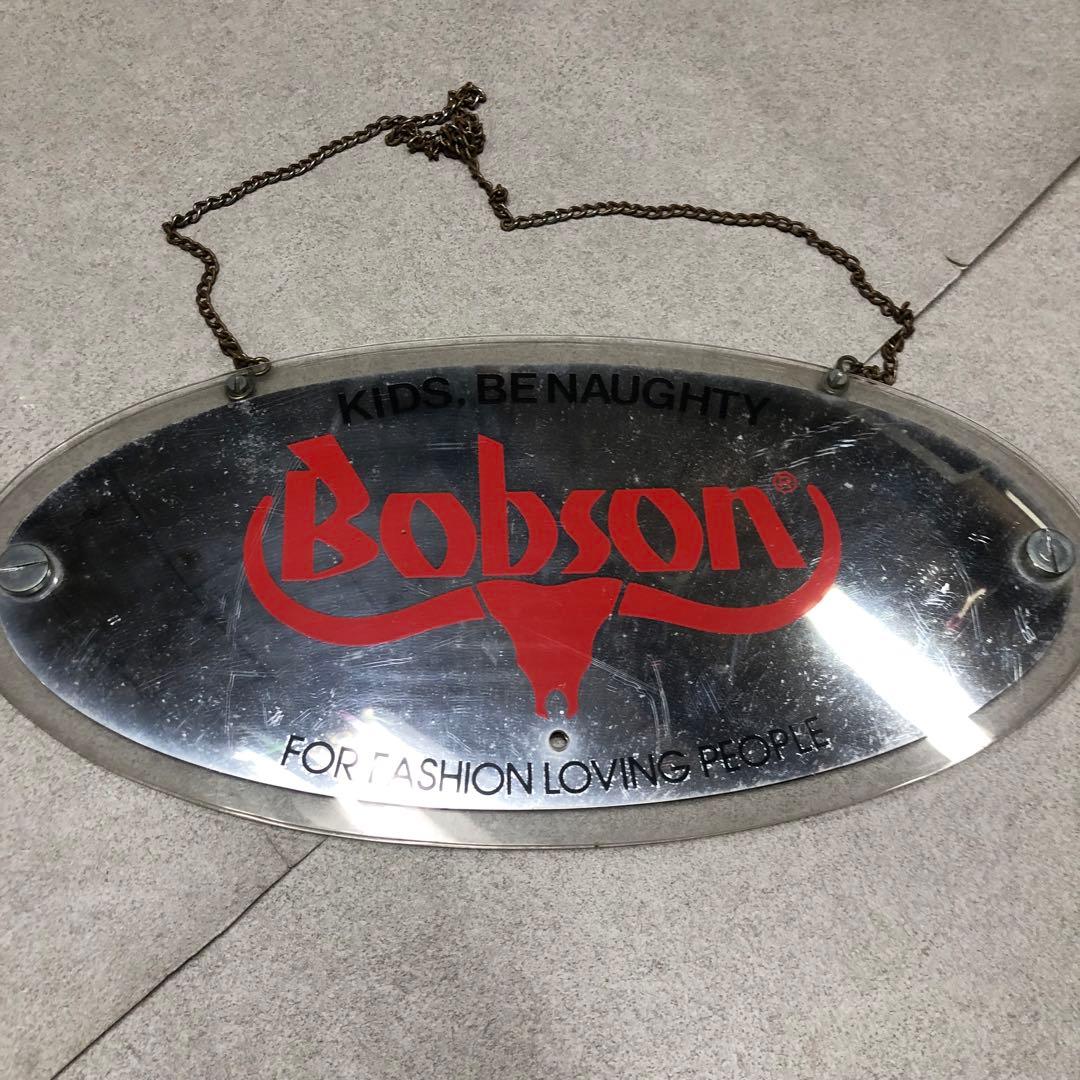 KIDS. BE NAUGHTY
Bobson®
FOR FASHION LOVING PEOPLE